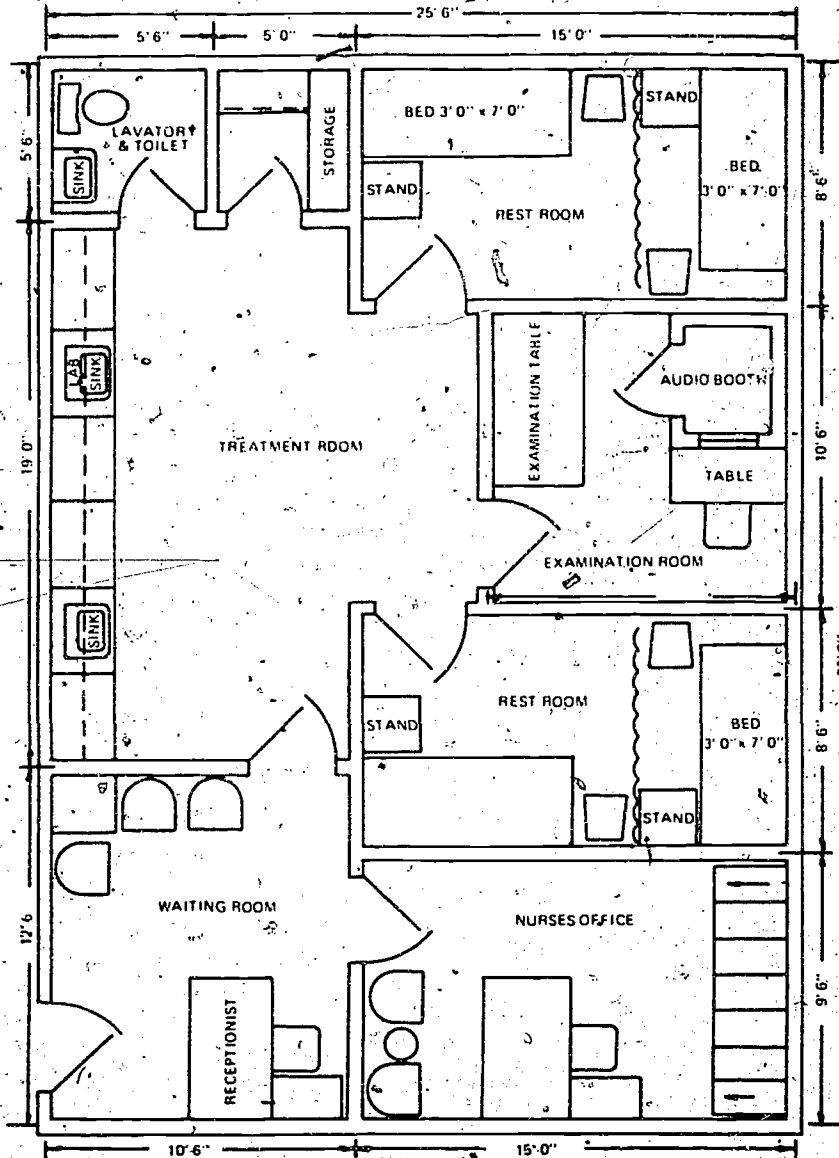 25'6"
5'6"
5'0"
15'0"
LAVATORY
& TOILET
SINK
STORAGE
BED 3'0" x 7'0"
STAND
STAND
BED
3'0" x 7'0"
REST ROOM
5'6"
8'6"
LAB
SINK
TREATMENT ROOM
EXAMINATION TABLE
AUDIO BOOTH
TABLE
EXAMINATION ROOM
19'0"
10'6"
SINK
REST ROOM
STAND
BED
3'0" x 7'0"
STAND
8'6"
WAITING ROOM
NURSES OFFICE
RECEPTIONIST
12'6
9'6"
10'-6"
15'-0"